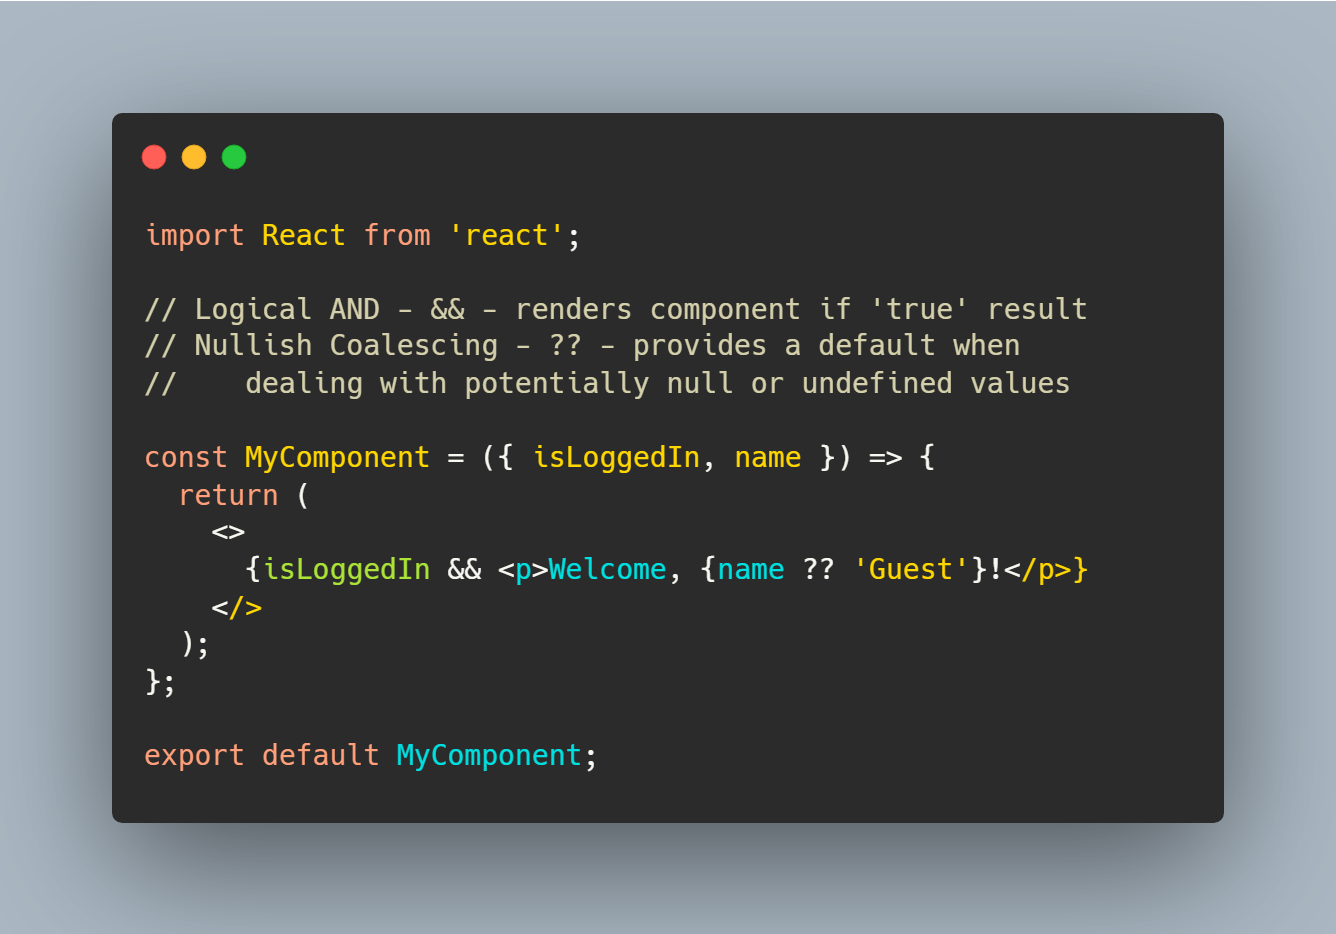 import React from 'react';
// Logical AND - && - renders component if 'true' result
// Nullish Coalescing - ?? - provides a default when
//    dealing with potentially null or undefined values
const MyComponent = ({ isLoggedIn, name }) => {
  return (
    <>
      {isLoggedIn && <p>Welcome, {name ?? 'Guest'}!</p>}
    </>
  );
};
export default MyComponent;